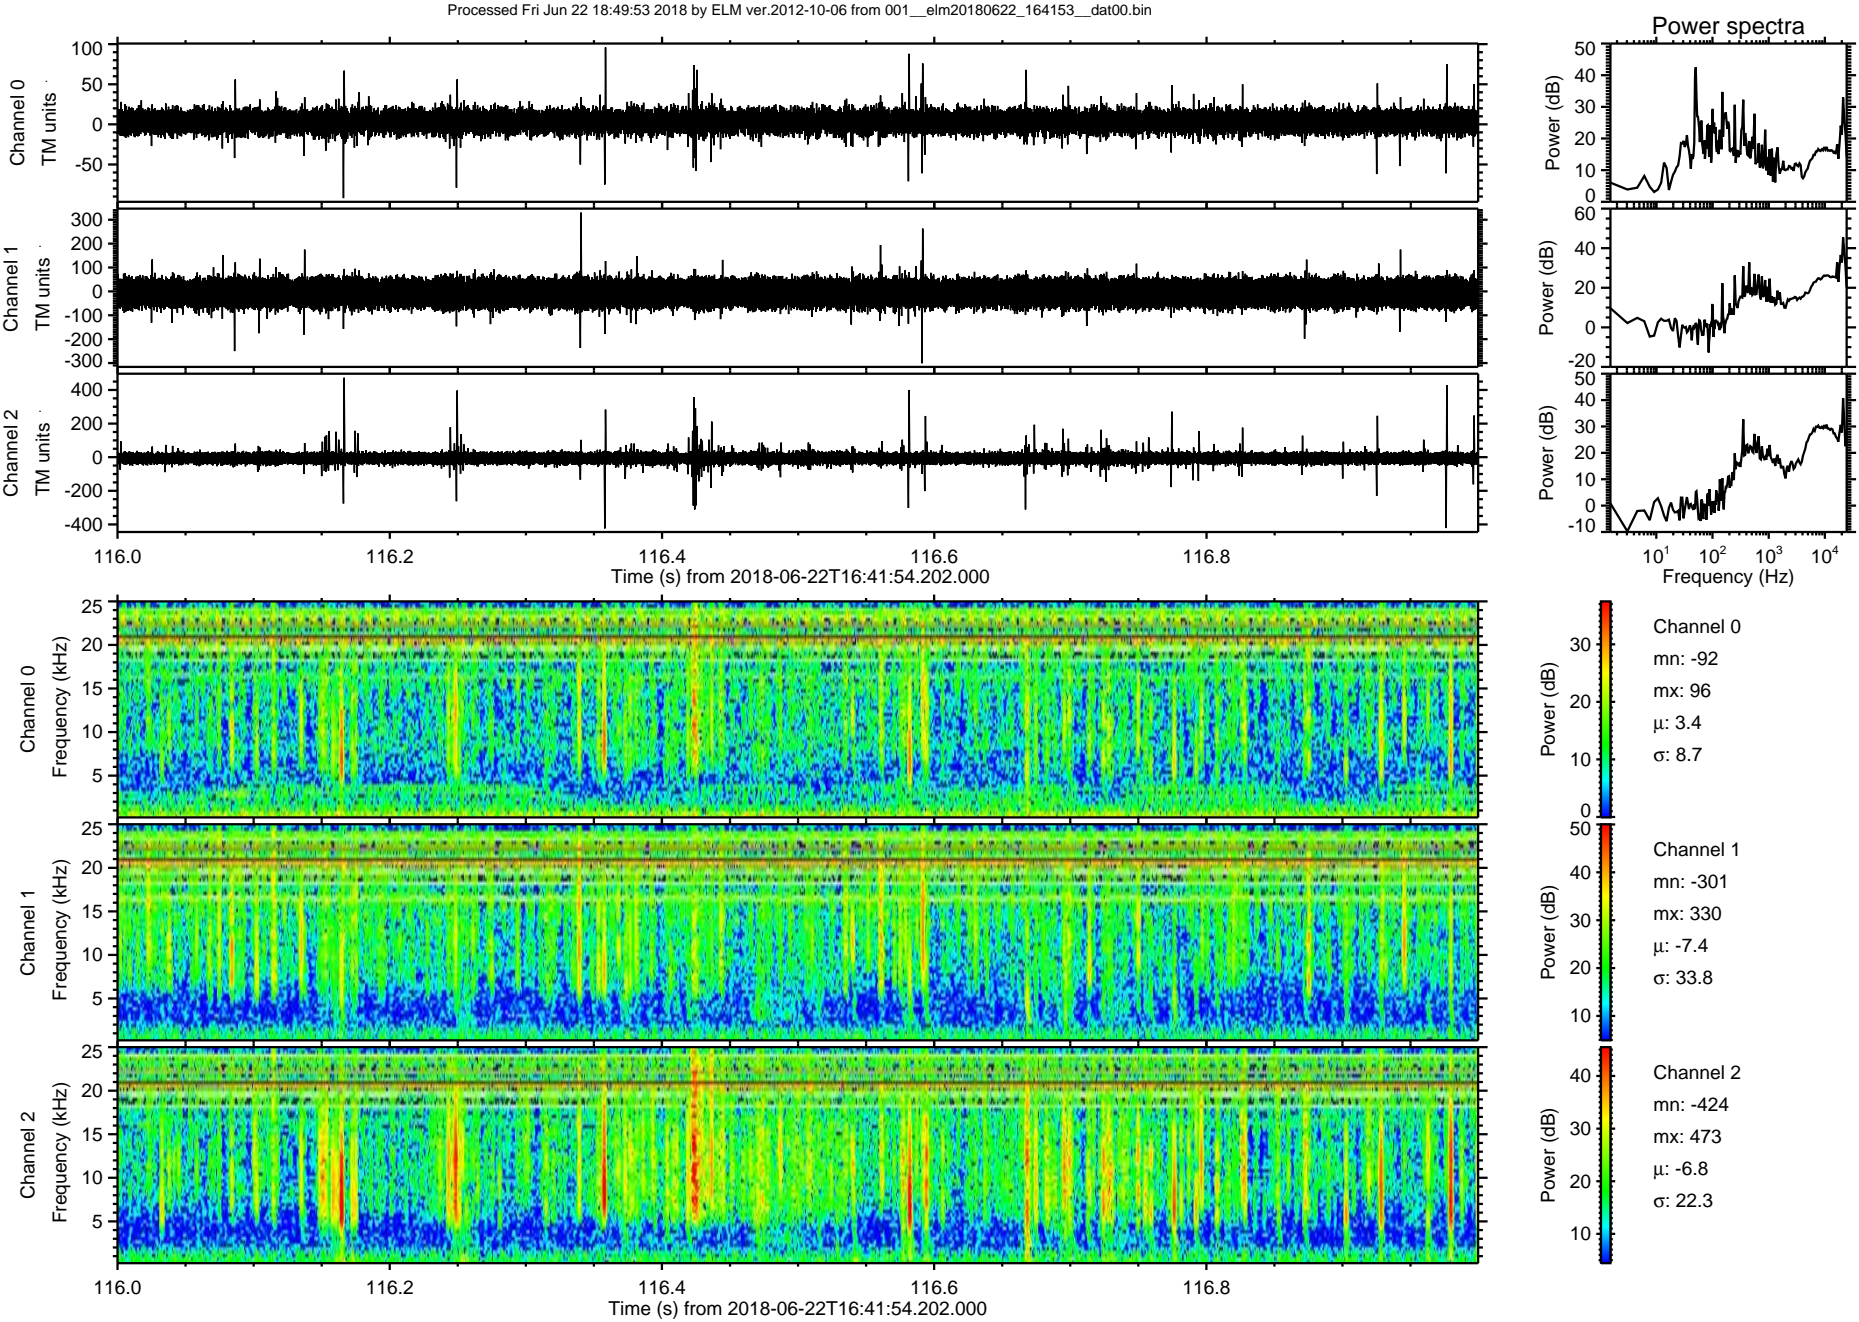 Processed Fri Jun 22 18:49:53 2018 by ELM ver.2012-10-06 from 001__elm20180622_164153__dat00.bin
Power spectra
Channel 0
TM units
100
50
0
-50
Power (dB)
50
40
30
20
10
0
Channel 1
TM units
300
200
100
0
-100
-200
-300
Power (dB)
60
40
20
0
-20
Channel 2
TM units
400
200
0
-200
-400
Power (dB)
50
40
30
20
10
0
-10
116.0 116.2 116.4 116.6 116.8
Time (s) from 2018-06-22T16:41:54.202.000
10^1 10^2 10^3 10^4
Frequency (Hz)
Channel 0
Frequency (kHz)
25
20
15
10
5
Power (dB)
30
20
10
0
Channel 0
mn: -92
mx: 96
μ: 3.4
σ: 8.7
Channel 1
Frequency (kHz)
25
20
15
10
5
Power (dB)
50
40
30
20
10
Channel 1
mn: -301
mx: 330
μ: -7.4
σ: 33.8
Channel 2
Frequency (kHz)
25
20
15
10
5
Power (dB)
40
30
20
10
Channel 2
mn: -424
mx: 473
μ: -6.8
σ: 22.3
116.0 116.2 116.4 116.6 116.8
Time (s) from 2018-06-22T16:41:54.202.000